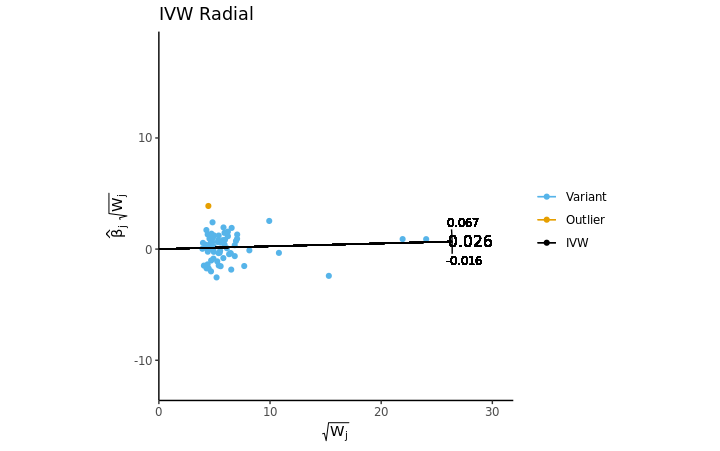 IVW Radial
β̂j √Wj
10
0
-10
0.067
0.026
-0.016
Variant
Outlier
IVW
0
10
20
30
√Wj